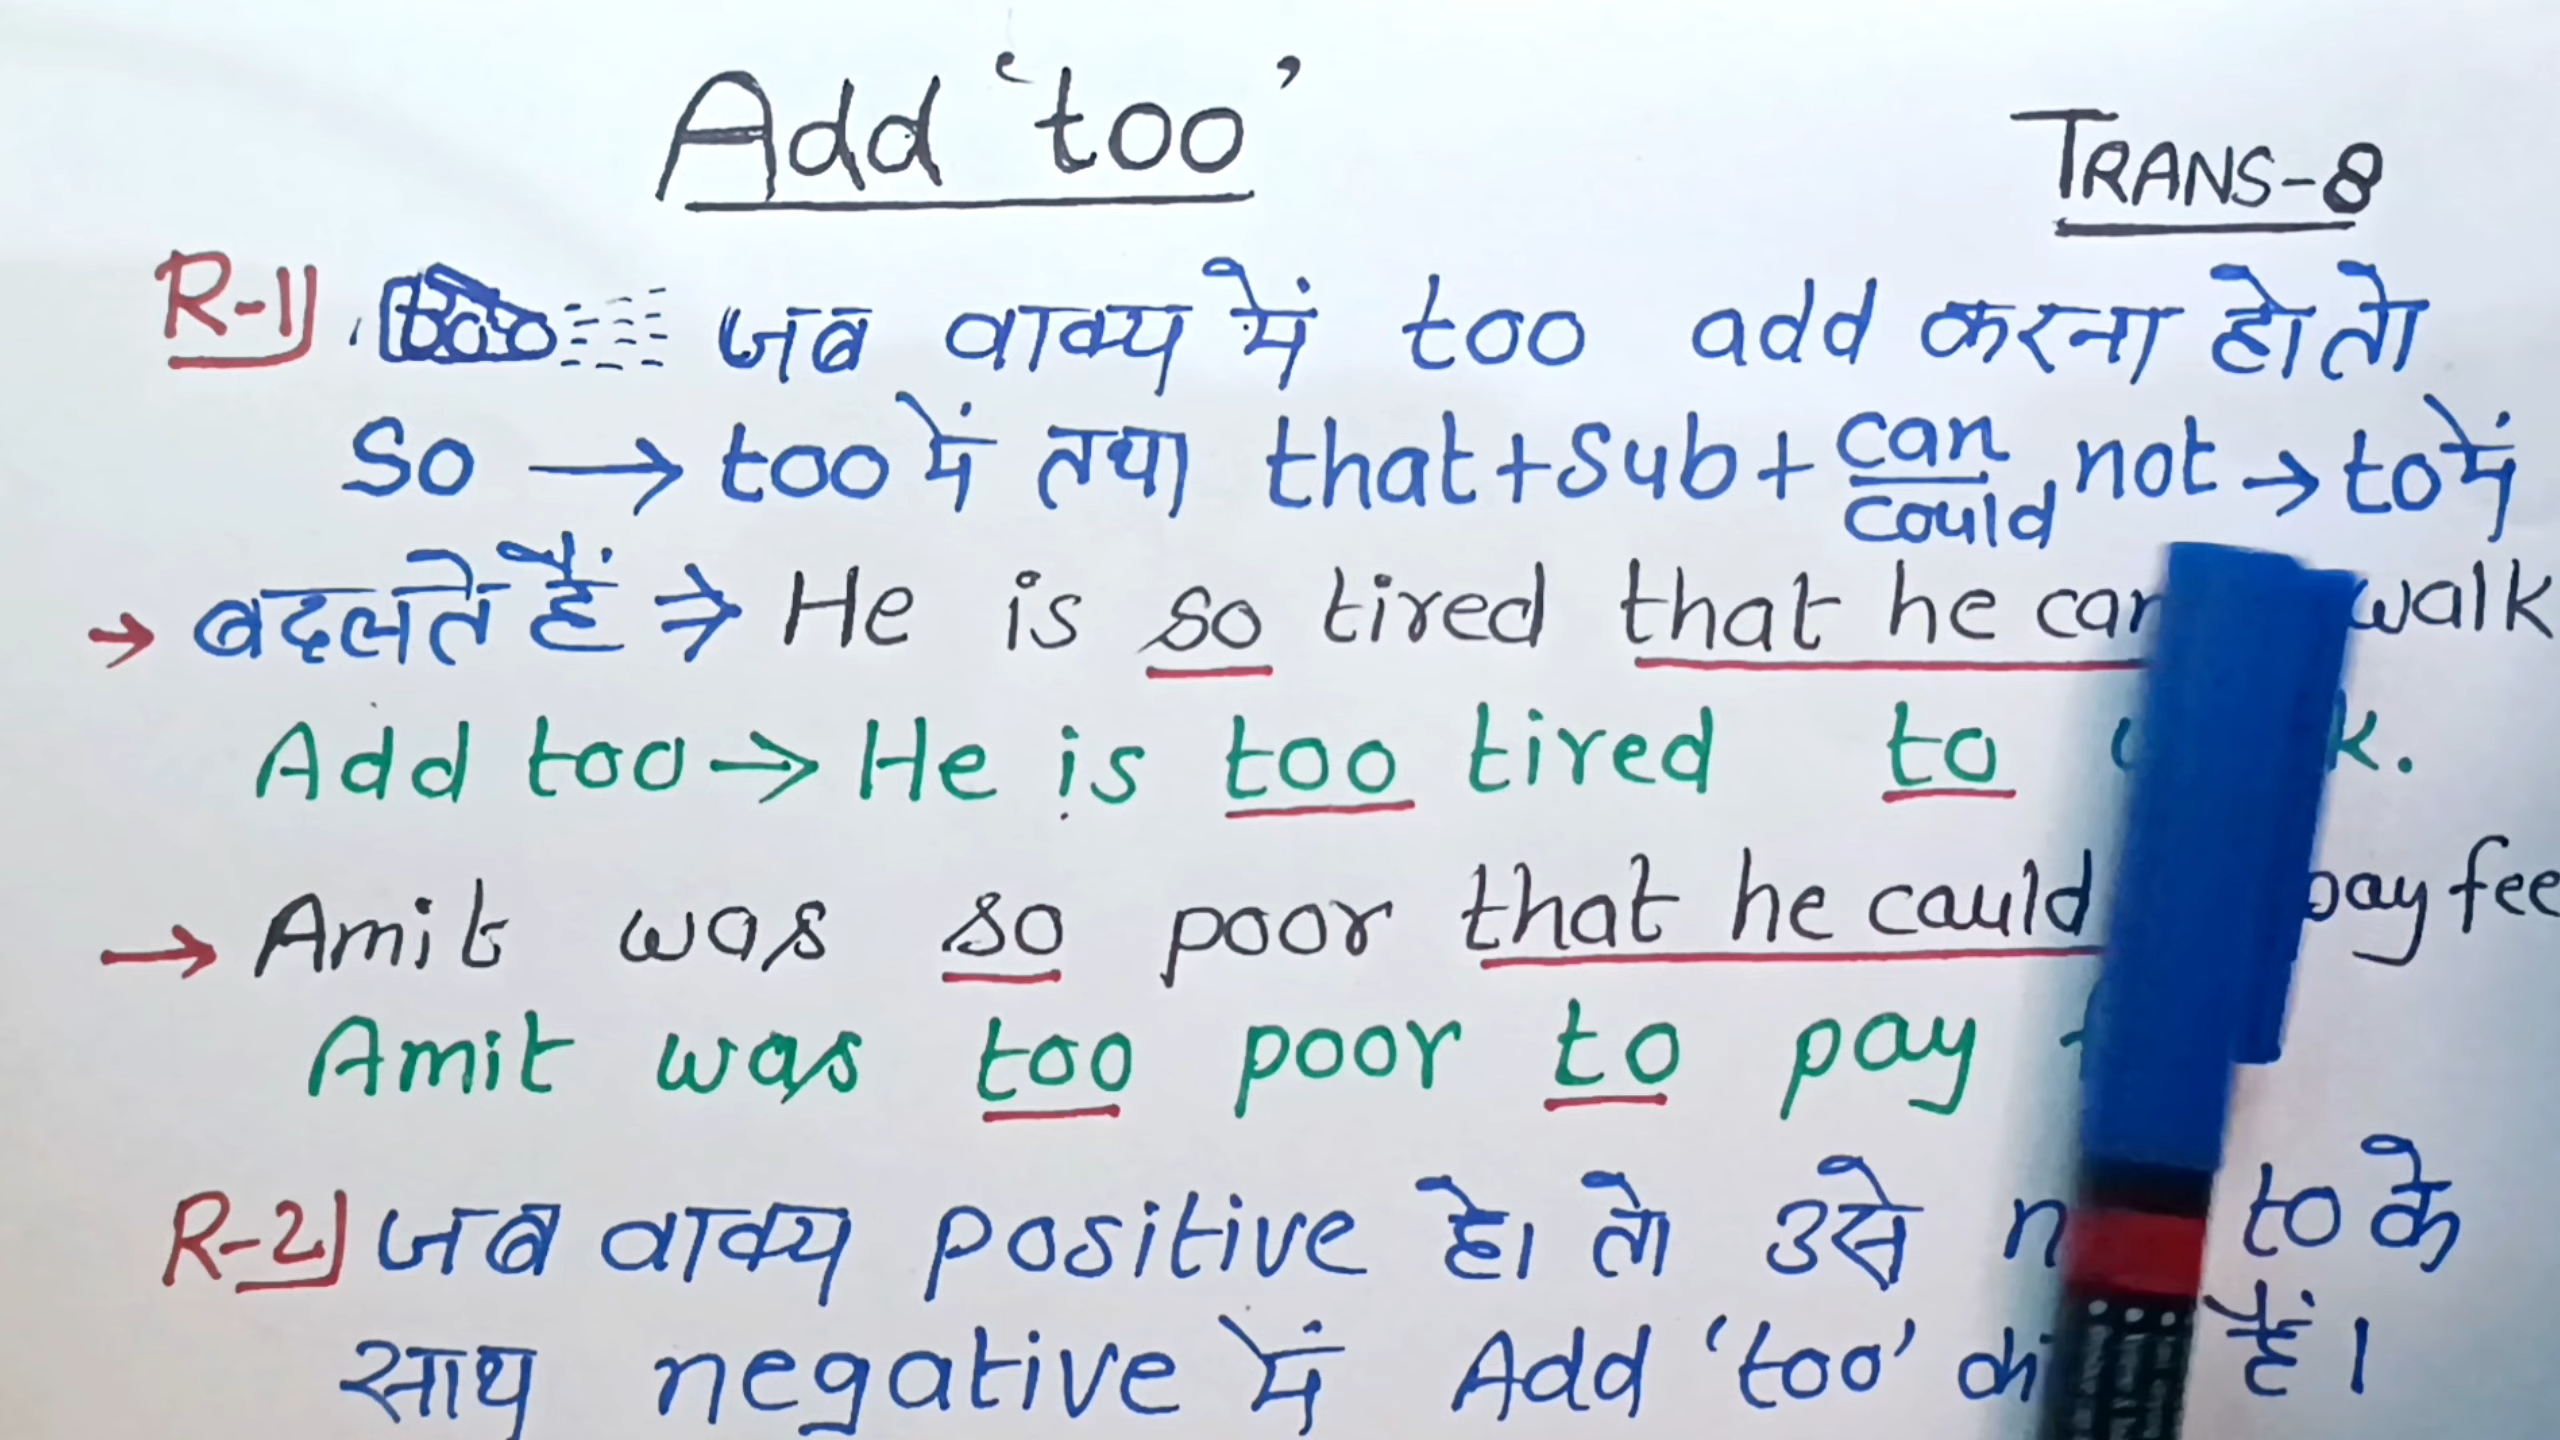 Add 'too'
TRANS-8
R-1) जब वाक्य में too add करना हो तो
So → too में तथा that + Sub + can/could not → to में
→ बदलते हैं → He is so tired that he can walk
Add too → He is too tired to k.
→ Amit was so poor that he could pay fee
Amit was too poor to pay
R-2) जब वाक्य positive हो तो उसे to के
साथ negative में Add 'too' हैं।